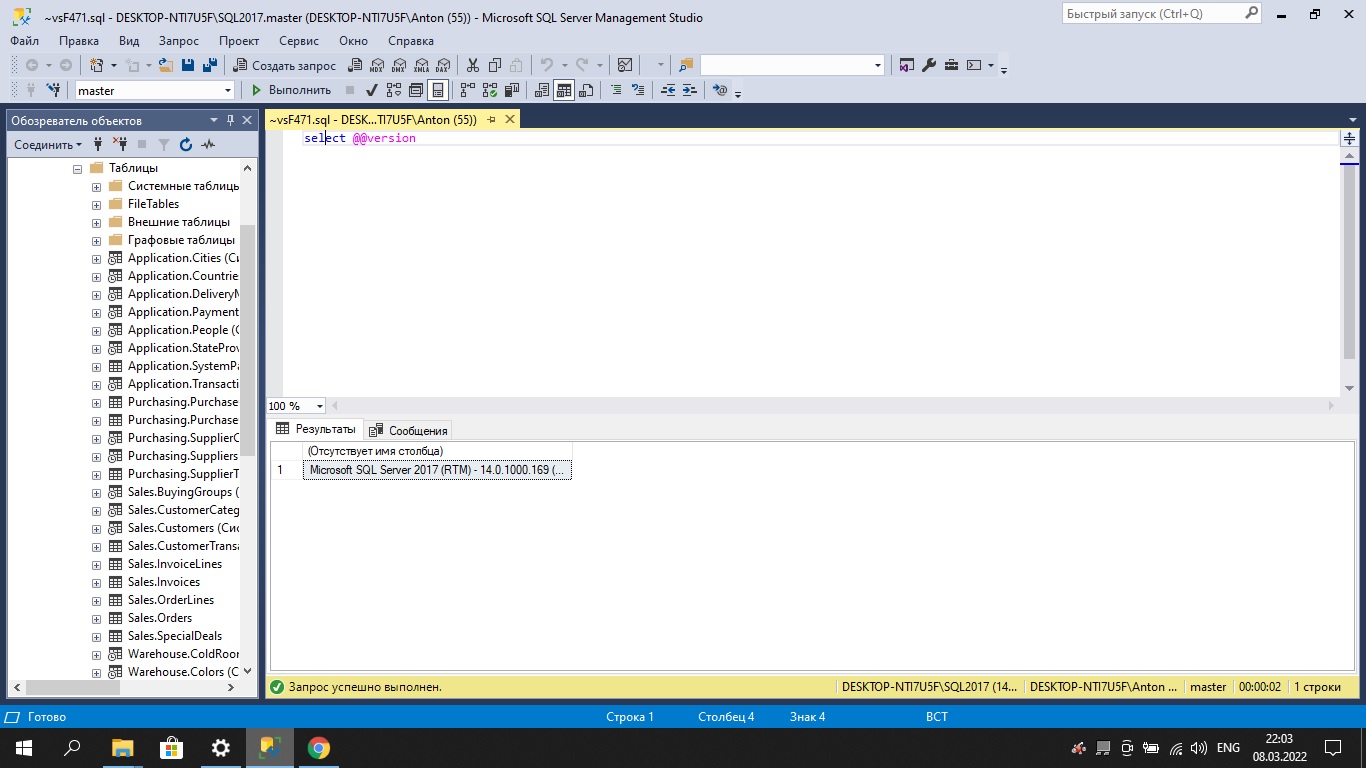 ~vsF471.sql - DESKTOP-NTI7U5F\SQL2017.master (DESKTOP-NTI7U5F\Anton (55)) - Microsoft SQL Server Management Studio
Быстрый запуск (Ctrl+Q)
Файл Правка Вид Запрос Проект Сервис Окно Справка
Создать запрос
MDX DMX XMLA DAX
master
Выполнить
Обозреватель объектов
~vsF471.sql - DESK...TI7U5F\Anton (55))
Соединить
select @@version
Таблицы
Системные таблицы
FileTables
Внешние таблицы
Графовые таблицы
Application.Cities (Си
Application.Countrie
Application.DeliveryM
Application.Payment
Application.People (С
Application.StateProv
Application.SystemPa
Application.Transacti
Purchasing.Purchase
Purchasing.Purchase
Purchasing.SupplierC
Purchasing.Suppliers
Purchasing.SupplierT
Sales.BuyingGroups (
Sales.CustomerCateg
Sales.Customers (Сис
Sales.CustomerTransa
Sales.InvoiceLines
Sales.Invoices
Sales.OrderLines
Sales.Orders
Sales.SpecialDeals
Warehouse.ColdRoor
Warehouse.Colors (С
100 %
Результаты Сообщения
(Отсутствует имя столбца)
1 Microsoft SQL Server 2017 (RTM) - 14.0.1000.169 (...
Запрос успешно выполнен. DESKTOP-NTI7U5F\SQL2017 (14... DESKTOP-NTI7U5F\Anton ... master 00:00:02 1 строки
Готово Строка 1 Столбец 4 Знак 4 ВСТ
ENG
22:03
08.03.2022